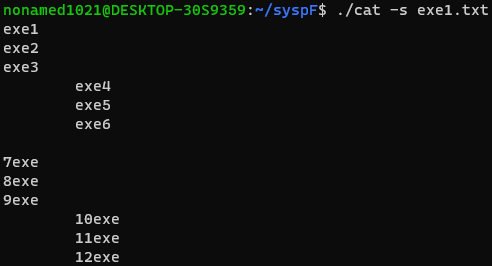 nonamed1021@DESKTOP-30S9359:~/syspF$ ./cat -s exe1.txt
exe1
exe2
exe3
exe4
exe5
exe6
7exe
8exe
9exe
10exe
11exe
12exe